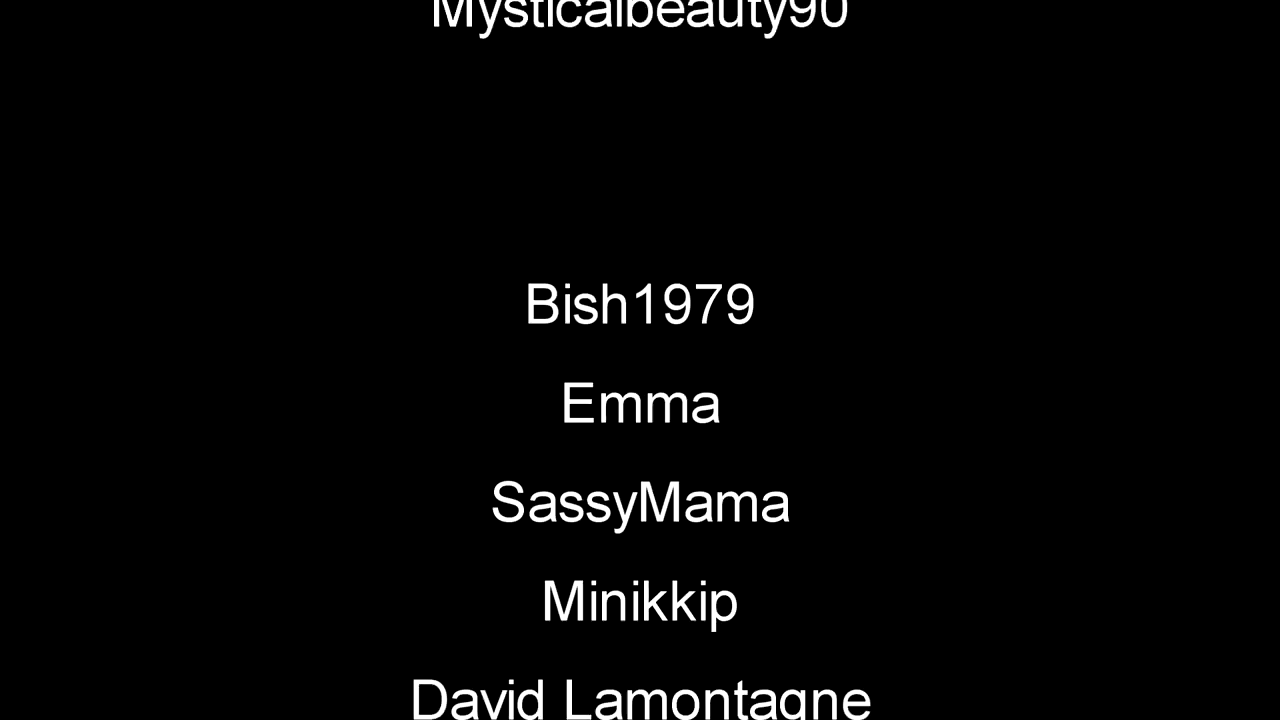 Mysticalbeauty90
Bish1979
Emma
SassyMama
Minikkip
David Lamontagne